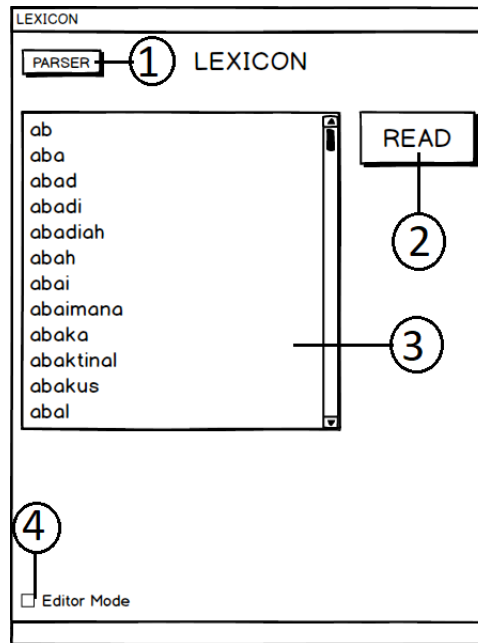 LEXICON
PARSER 1 LEXICON
ab
aba
abad
abadi
abadiah
abah
abai
abaimana
abaka
abaktinal
abakus
abal
READ
2
3
4
Editor Mode